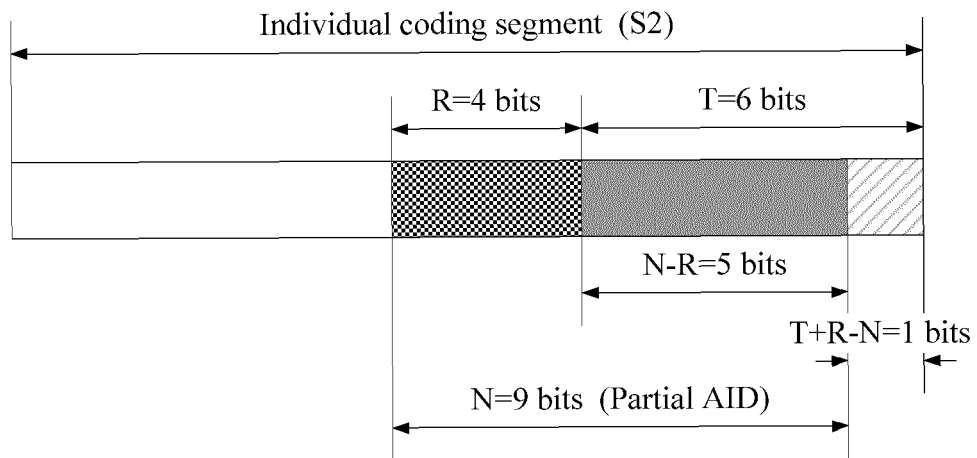 Individual coding segment (S2)
R=4 bits
T=6 bits
N-R=5 bits
T+R-N=1 bits
N=9 bits (Partial AID)